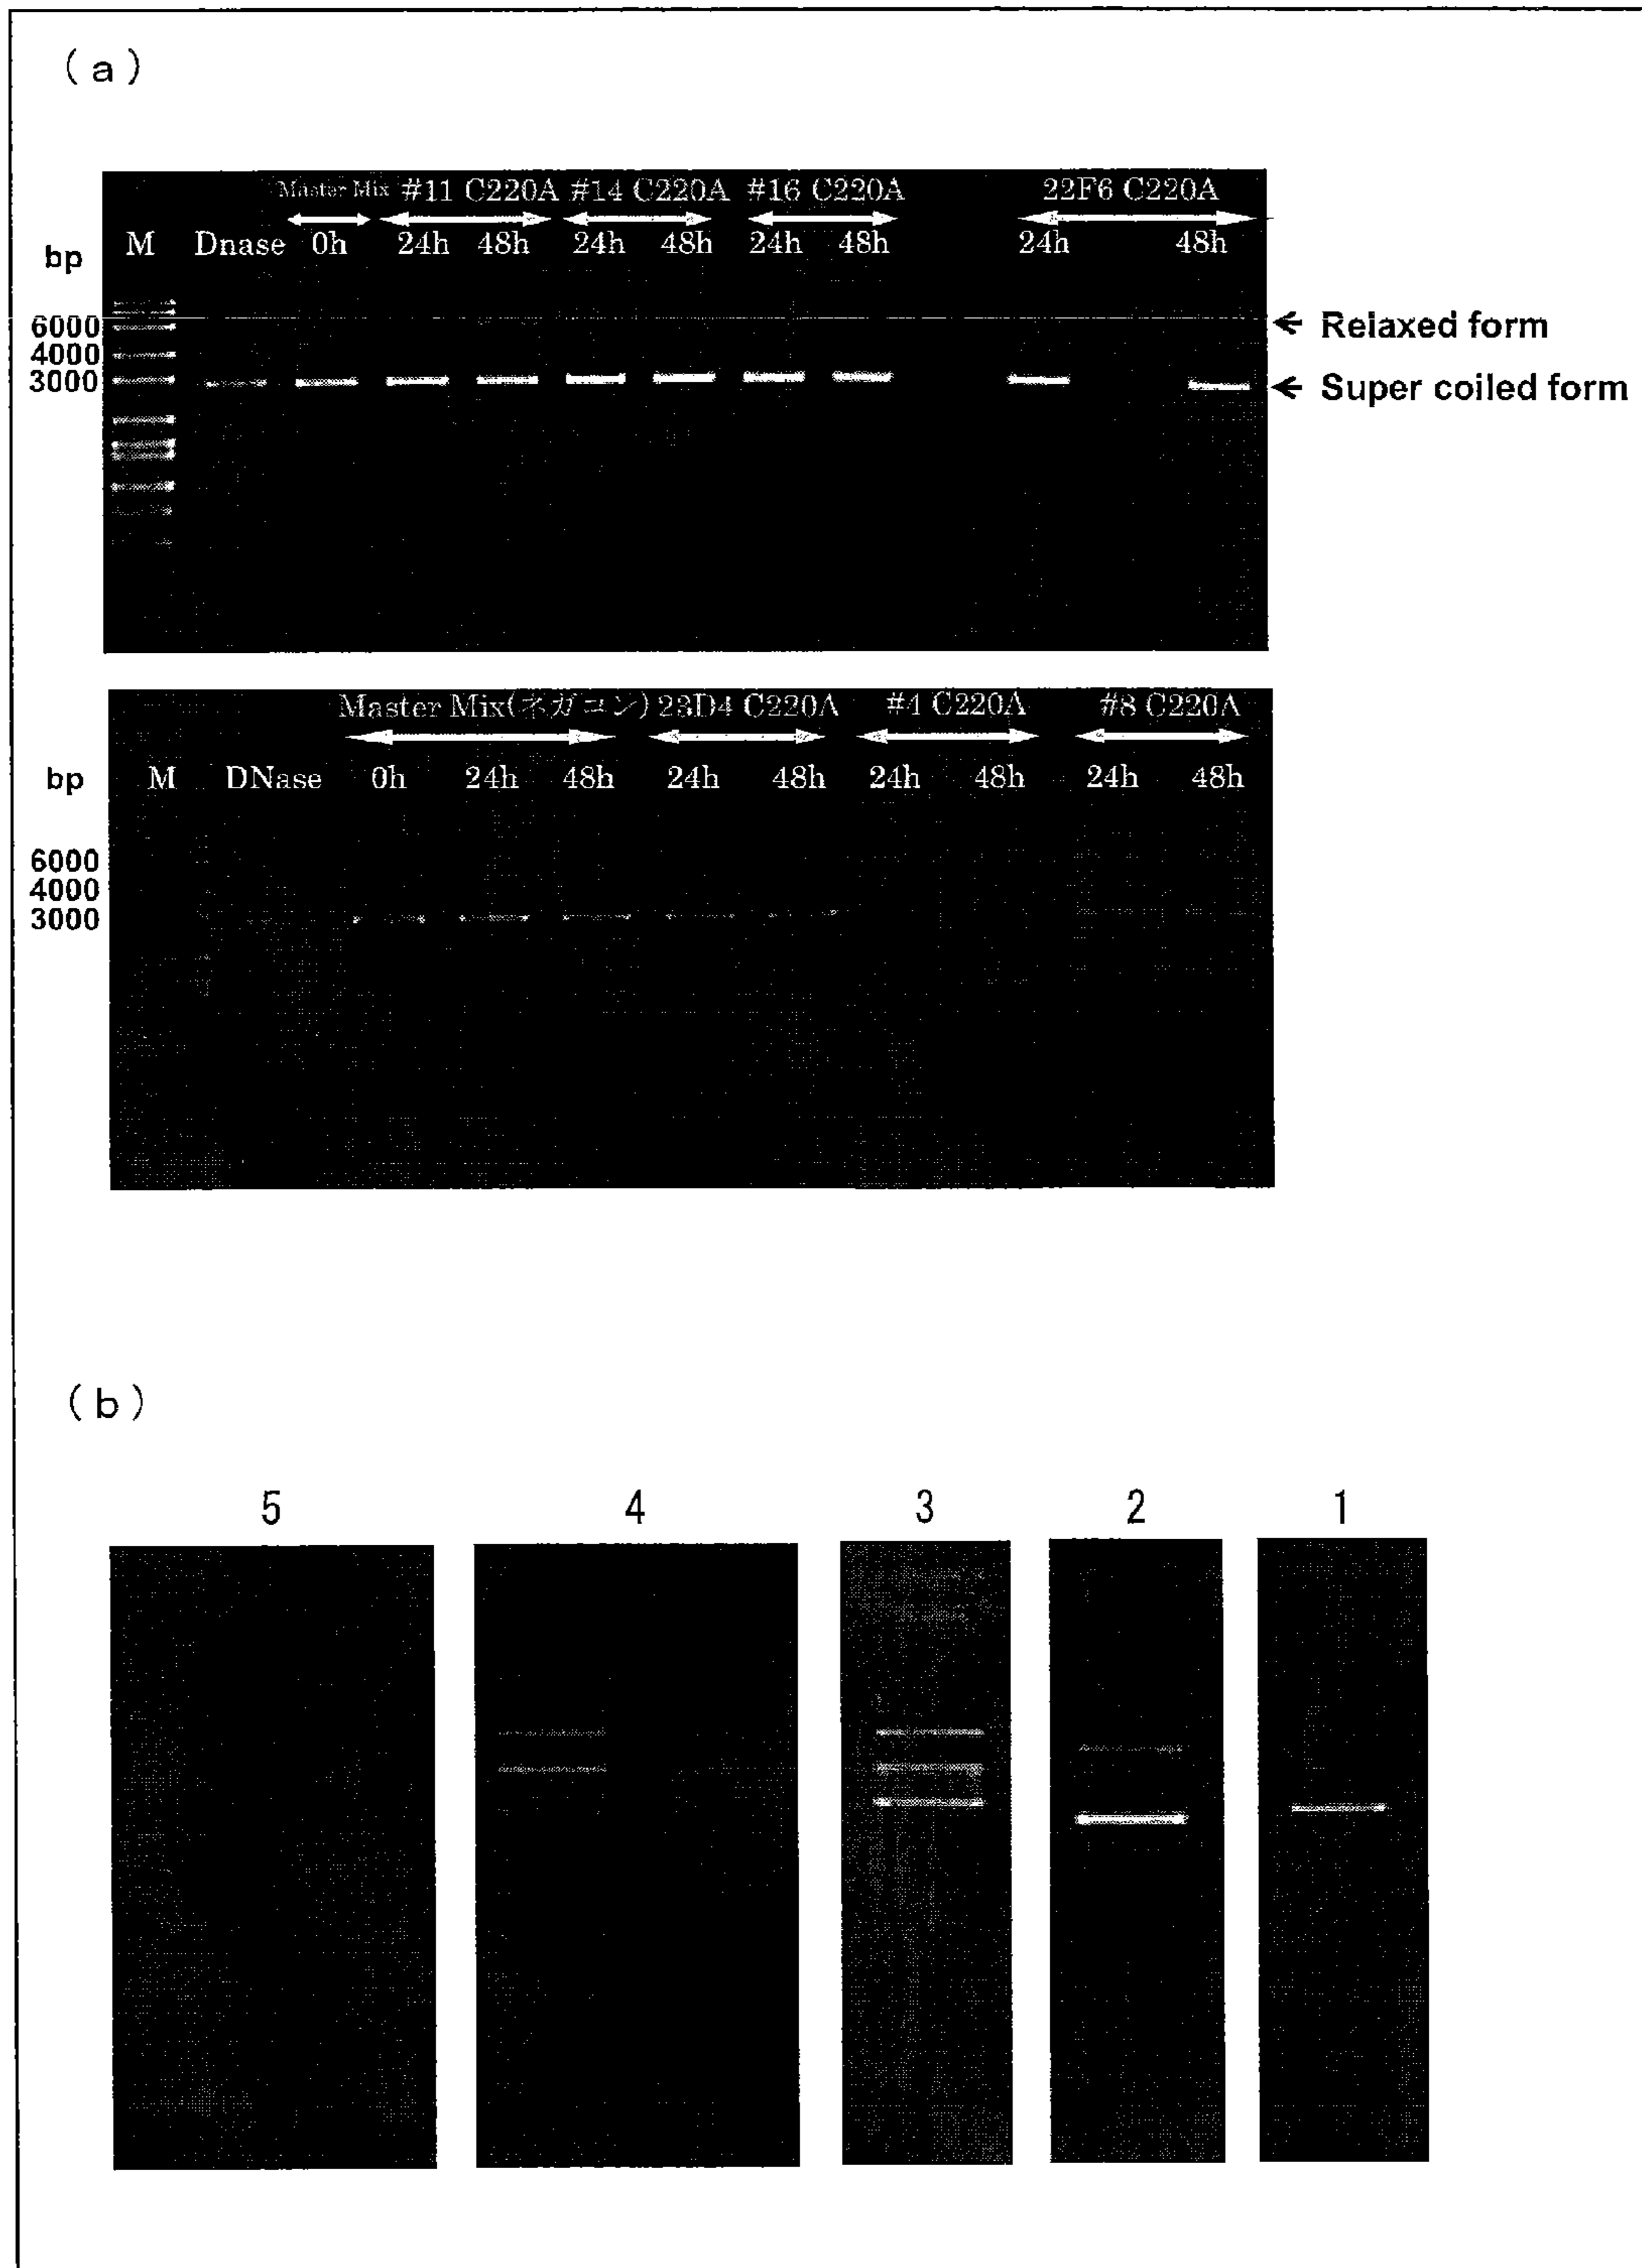 (a)
Master Mix #11 C220A #14 C220A #16 C220A 22F6 C220A
bp M Dnase 0h 24h 48h 24h 48h 24h 48h 24h 48h
6000
Relaxed form
4000
3000
Super coiled form
Master Mix(ネガコン) 23D4 C220A #4 C220A #8 C220A
bp M DNase 0h 24h 48h 24h 48h 24h 48h 24h 48h
6000
4000
3000
(b)
5 4 3 2 1